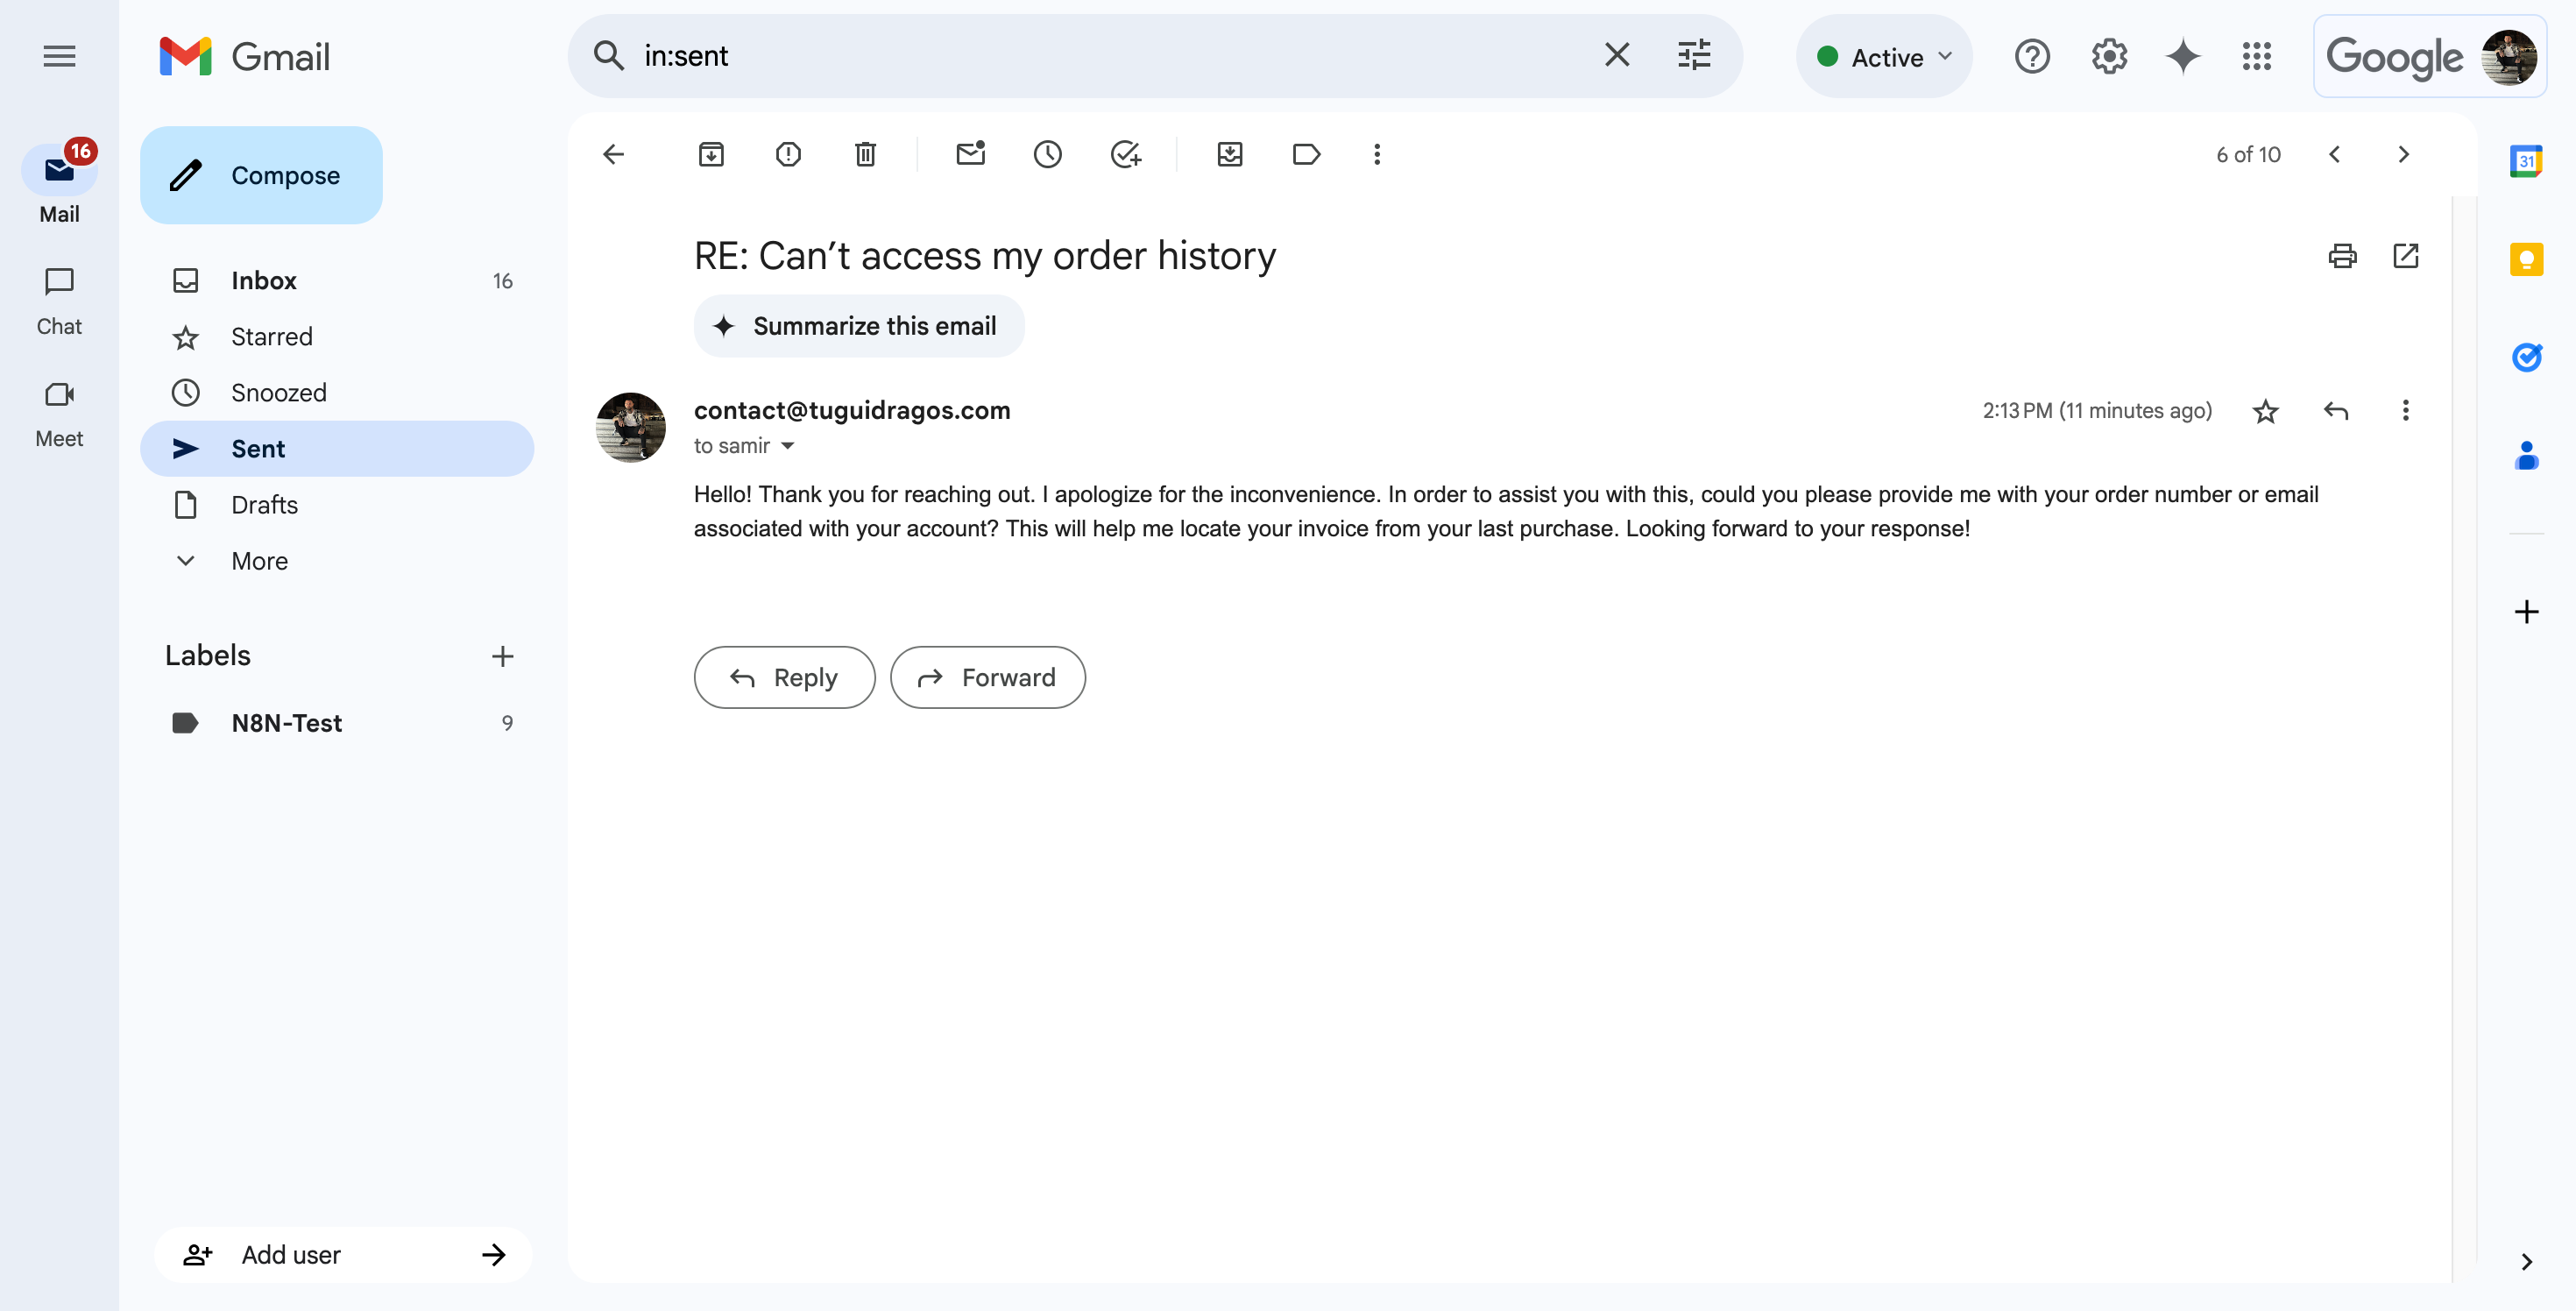 Gmail
in:sent
Active
Google
16
Mail
Chat
Meet
Compose
Inbox 16
Starred
Snoozed
Sent
Drafts
More
Labels
N8N-Test 9
Add user
6 of 10
RE: Can’t access my order history
Summarize this email
contact@tuguidragos.com
2:13 PM (11 minutes ago)
to samir
Hello! Thank you for reaching out. I apologize for the inconvenience. In order to assist you with this, could you please provide me with your order number or email
associated with your account? This will help me locate your invoice from your last purchase. Looking forward to your response!
Reply
Forward
31